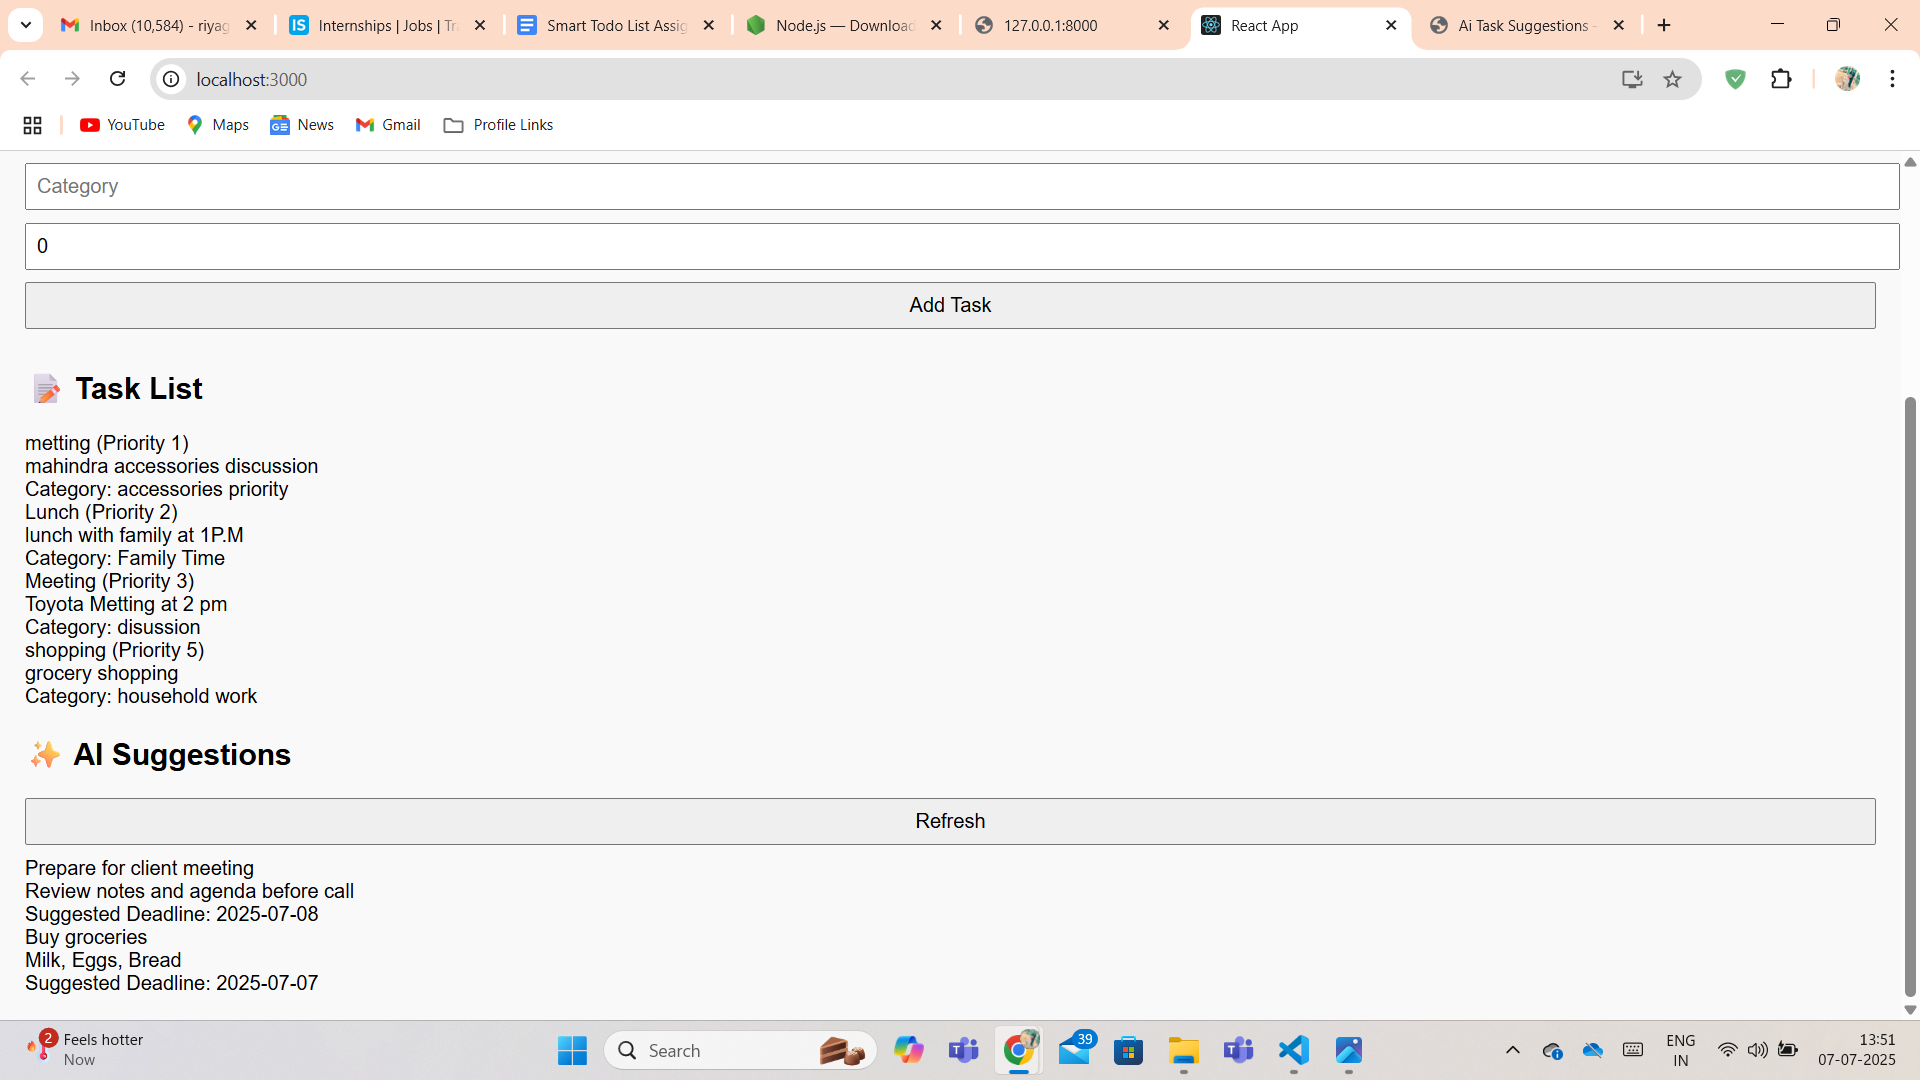 Inbox (10,584) - riyag
Internships | Jobs | Tr
Smart Todo List Assig
Node.js — Download
127.0.0.1:8000
React App
Ai Task Suggestions -
localhost:3000
YouTube
Maps
News
Gmail
Profile Links
Category
0
Add Task
📝 Task List
metting (Priority 1)
mahindra accessories discussion
Category: accessories priority
Lunch (Priority 2)
lunch with family at 1P.M
Category: Family Time
Meeting (Priority 3)
Toyota Metting at 2 pm
Category: disussion
shopping (Priority 5)
grocery shopping
Category: household work
✨ AI Suggestions
Refresh
Prepare for client meeting
Review notes and agenda before call
Suggested Deadline: 2025-07-08
Buy groceries
Milk, Eggs, Bread
Suggested Deadline: 2025-07-07
2
Feels hotter
Now
Search
39
ENG
IN
13:51
07-07-2025